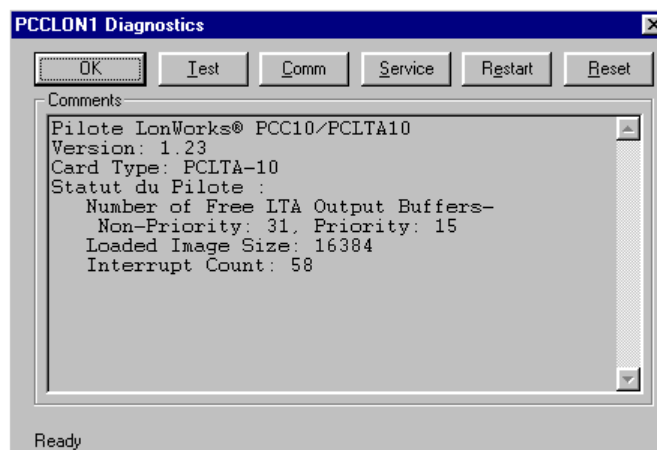 PCCLON1 Diagnostics
OK Test Comm Service Restart Reset
Comments
Pilote LonWorks® PCC10/PCLTA10
Version: 1.23
Card Type: PCLTA-10
Statut du Pilote :
Number of Free LTA Output Buffers-
Non-Priority: 31, Priority: 15
Loaded Image Size: 16384
Interrupt Count: 58
Ready